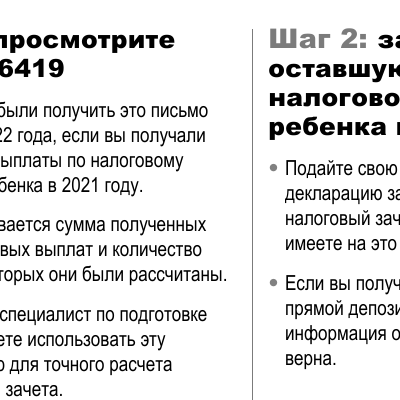 просмотрите
6419
были получить это письмо
22 года, если вы получали
выплаты по налоговому
бенка в 2021 году.
вается сумма полученных
вых выплат и количество
торых они были рассчитаны.
специалист по подготовке
ете использовать эту
ю для точного расчета
зачета.
Шаг 2: за
оставшую
налогово
ребенка
Подайте свою
декларацию за
налоговый зач
имеете на это
Если вы получ
прямой депози
информация о
верна.